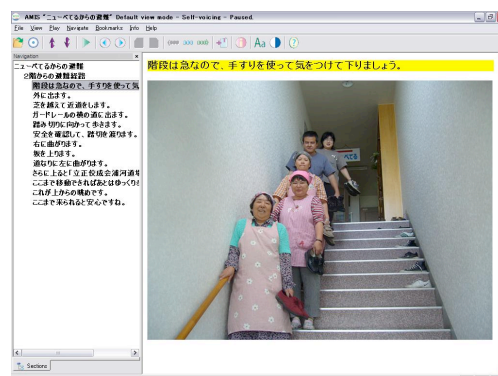 AMIS "ニューべてるからの避難" Default view mode - Self-voicing - Paused.
File View Play Navigate Bookmarks Info Help
Navigation
ニューべてるからの避難
2階からの避難経路
階段は急なので、手すりを使って気
外に出ます。
芝を越えて近道をします。
ガードレールの横の道に出ます。
踏み切りに向かって歩きます。
安全を確認して、踏切を渡ります。
右に曲がります。
坂を上ります。
道なりに左に曲がります。
さらに上ると「立正佼成会浦河道場
ここまで移動できればあとはゆっくりと
これが上からの眺めです。
ここまで来られると安心ですね。
Sections
階段は急なので、手すりを使って気をつけて下りましょう。
べてる